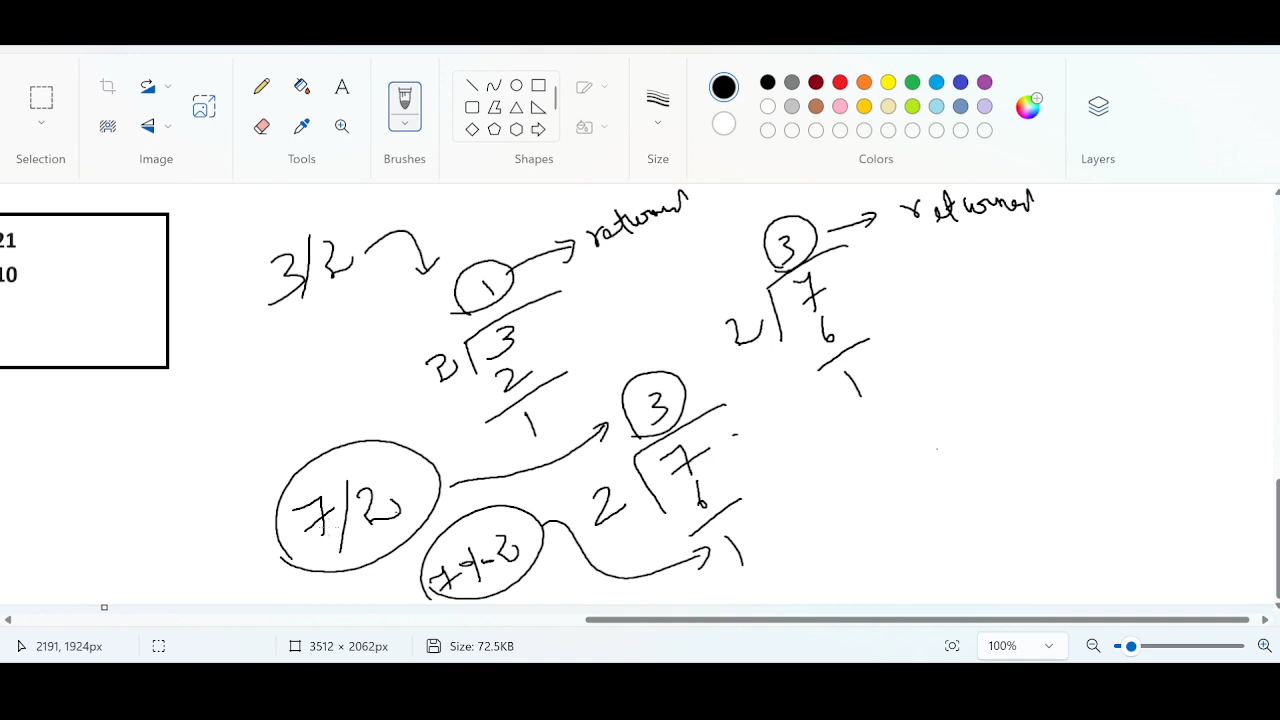 Selection
Image
Tools
Brushes
Shapes
Size
Colors
Layers
21
10
3/2
1 → returned
2 3
2
1
3 → returned
2 7
6
1
7/2
3
2 7
6
1
7%2
2191, 1924px
3512 × 2062px
Size: 72.5KB
100%